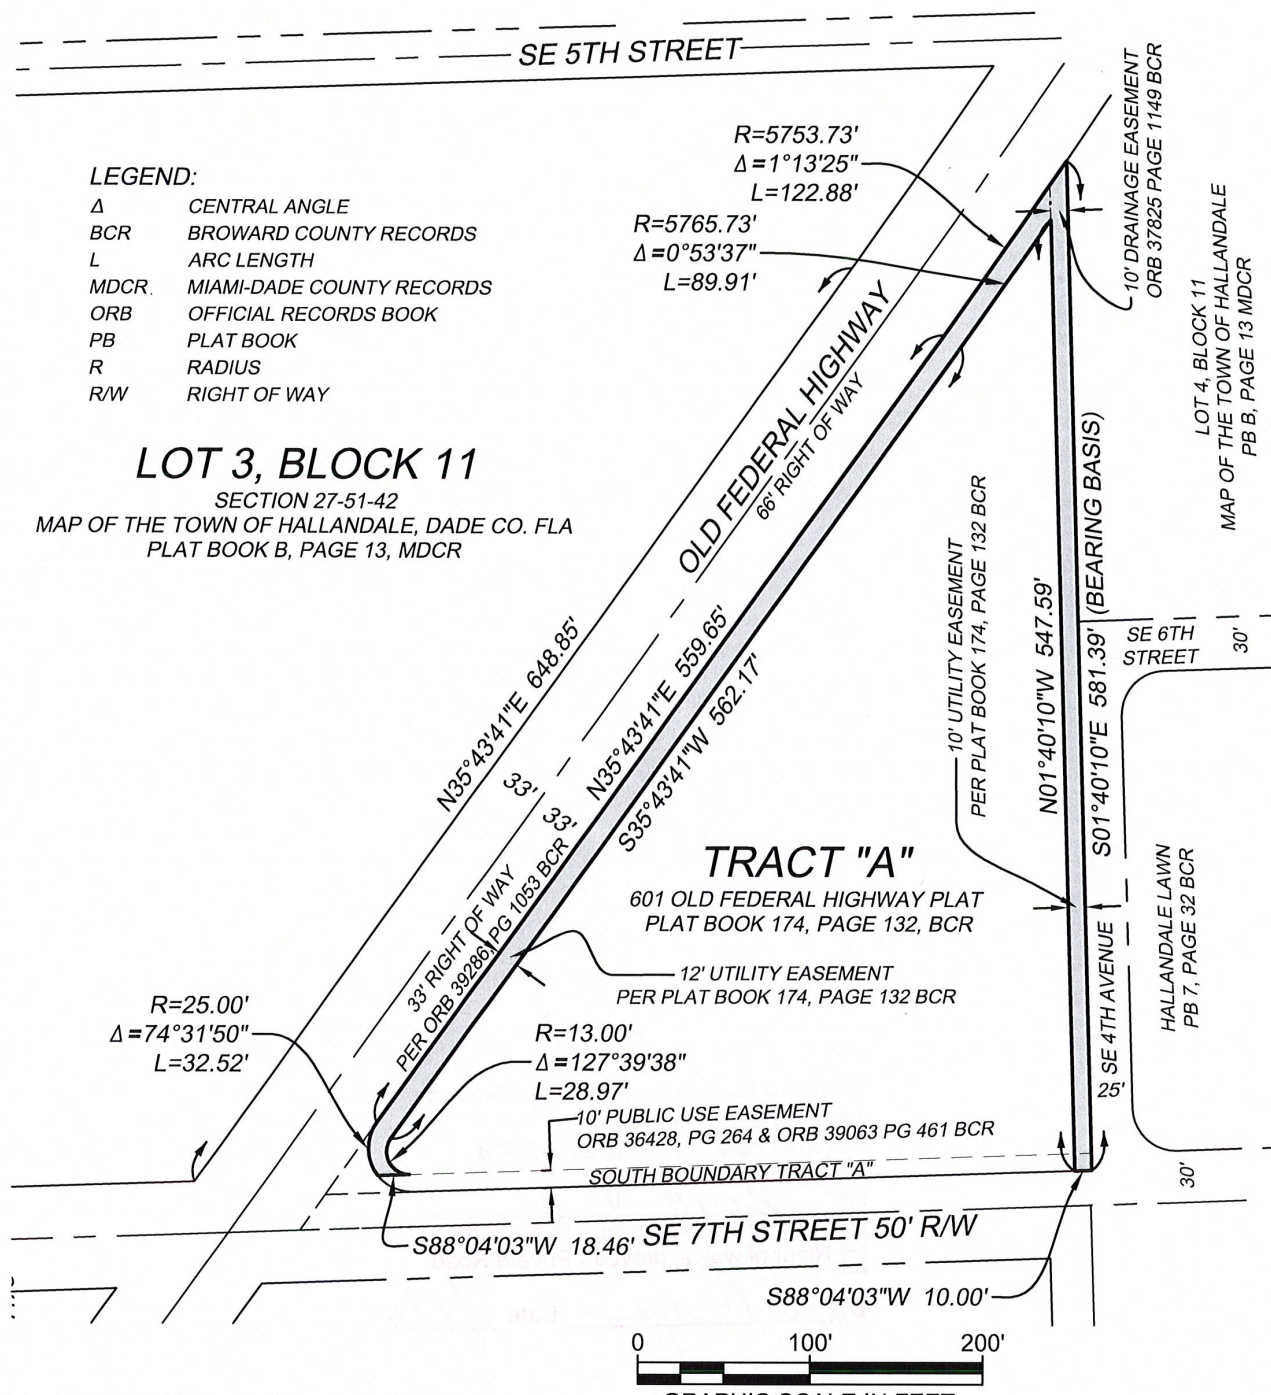 SE 5TH STREET
10' DRAINAGE EASEMENT
ORB 37825 PAGE 1149 BCR
R=5753.73'
Δ=1°13'25"
L=122.88'
R=5765.73'
Δ=0°53'37"
L=89.91'
LEGEND:
Δ CENTRAL ANGLE
BCR BROWARD COUNTY RECORDS
L ARC LENGTH
MDCR MIAMI-DADE COUNTY RECORDS
ORB OFFICIAL RECORDS BOOK
PB PLAT BOOK
R RADIUS
R/W RIGHT OF WAY
LOT 4, BLOCK 11
MAP OF THE TOWN OF HALLANDALE
PB B, PAGE 13 MDCR
LOT 3, BLOCK 11
SECTION 27-51-42
MAP OF THE TOWN OF HALLANDALE, DADE CO. FLA
PLAT BOOK B, PAGE 13, MDCR
OLD FEDERAL HIGHWAY
66' RIGHT OF WAY
10' UTILITY EASEMENT
PER PLAT BOOK 174, PAGE 132 BCR
N01°40'10"W 547.59'
S01°40'10"E 581.39' (BEARING BASIS)
SE 6TH
STREET
30'
N35°43'41"E 648.85'
N35°43'41"E 559.65'
S35°43'41"W 562.17'
33'
33'
TRACT "A"
601 OLD FEDERAL HIGHWAY PLAT
PLAT BOOK 174, PAGE 132, BCR
33' RIGHT OF WAY
PER ORB 39286, PG 1053 BCR
12' UTILITY EASEMENT
PER PLAT BOOK 174, PAGE 132 BCR
HALLANDALE LAWN
PB 7, PAGE 32 BCR
SE 4TH AVENUE
25'
R=25.00'
Δ=74°31'50"
L=32.52'
R=13.00'
Δ=127°39'38"
L=28.97'
10' PUBLIC USE EASEMENT
ORB 36428, PG 264 & ORB 39063 PG 461 BCR
SOUTH BOUNDARY TRACT "A"
30'
SE 7TH STREET 50' R/W
S88°04'03"W 18.46'
S88°04'03"W 10.00'
0 100' 200'
GRAPHIC SCALE IN FEET